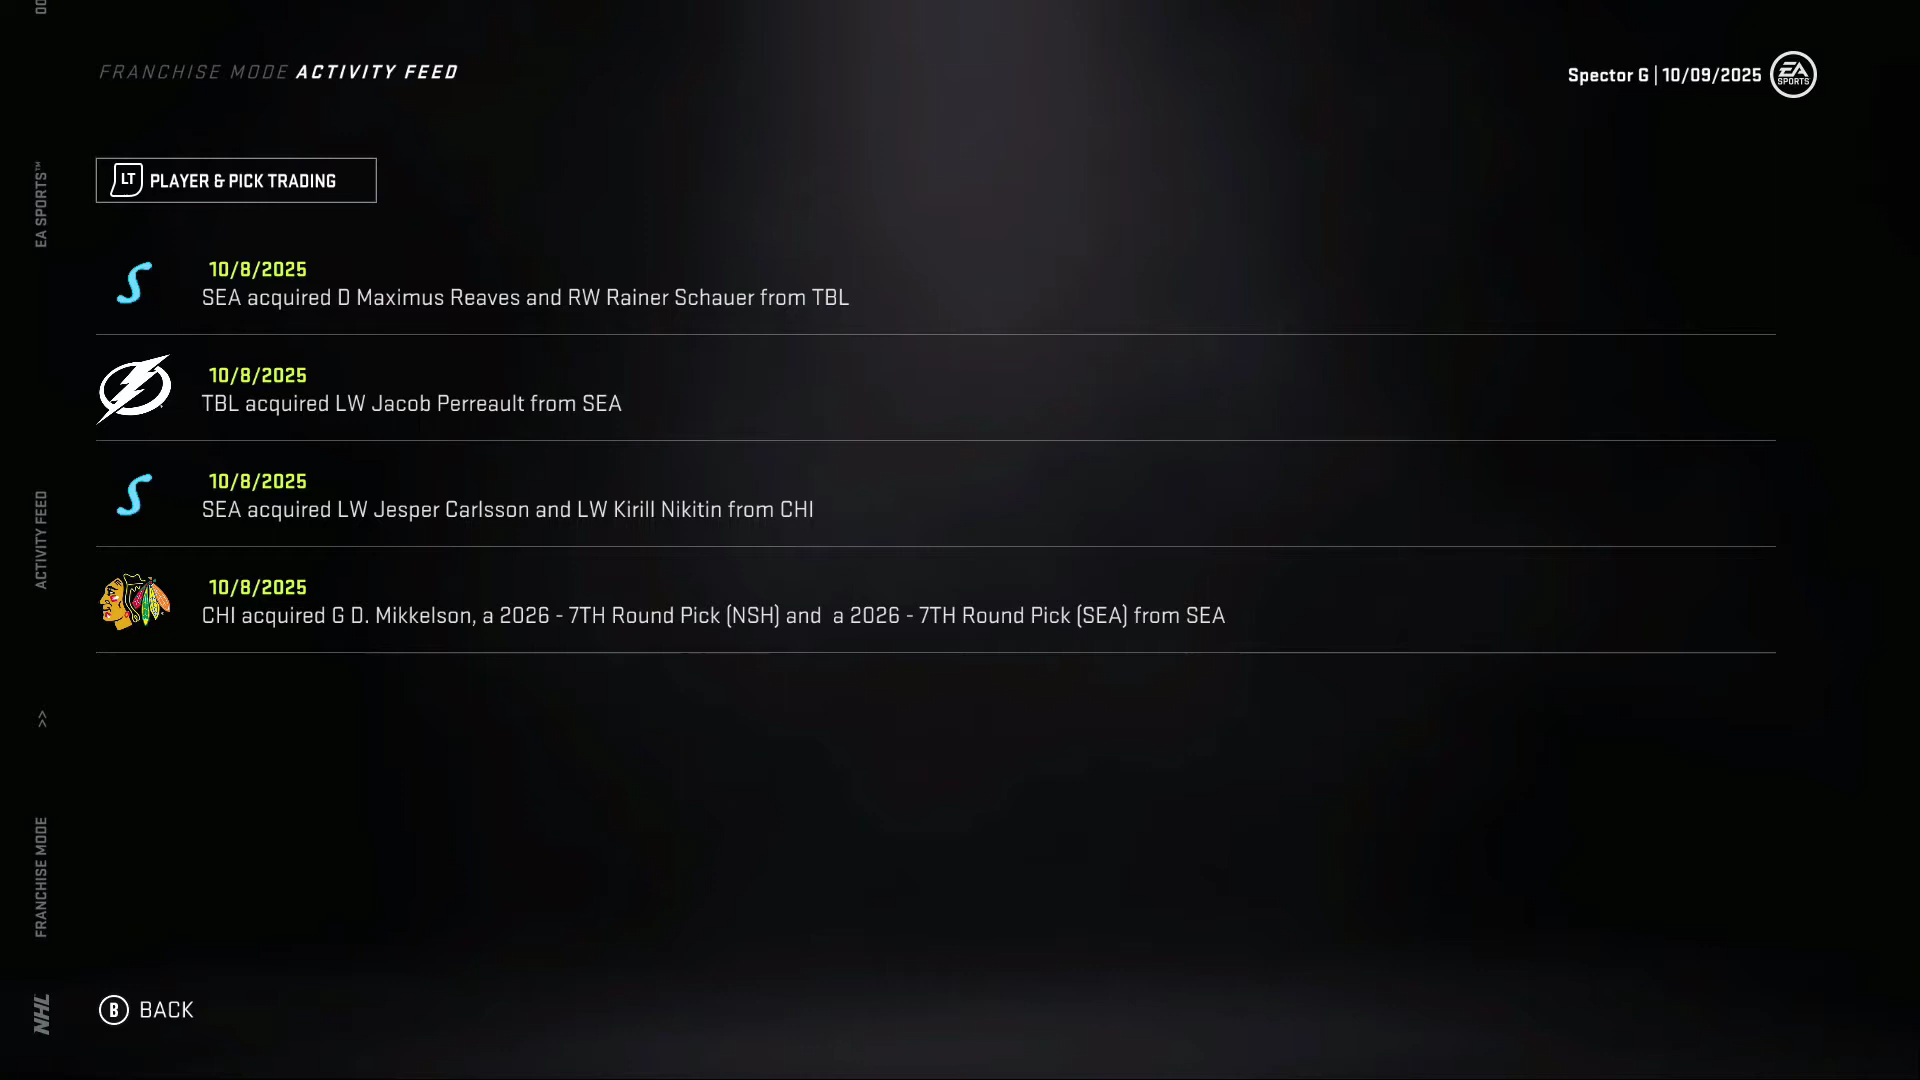 FRANCHISE MODE ACTIVITY FEED
Spector G | 10/09/2025
EA SPORTS
LT PLAYER & PICK TRADING
10/8/2025
SEA acquired D Maximus Reaves and RW Rainer Schauer from TBL
10/8/2025
TBL acquired LW Jacob Perreault from SEA
10/8/2025
SEA acquired LW Jesper Carlsson and LW Kirill Nikitin from CHI
10/8/2025
CHI acquired G D. Mikkelson, a 2026 - 7TH Round Pick (NSH) and  a 2026 - 7TH Round Pick (SEA) from SEA
B BACK
NHL
FRANCHISE MODE
>>
ACTIVITY FEED
EA SPORTS™